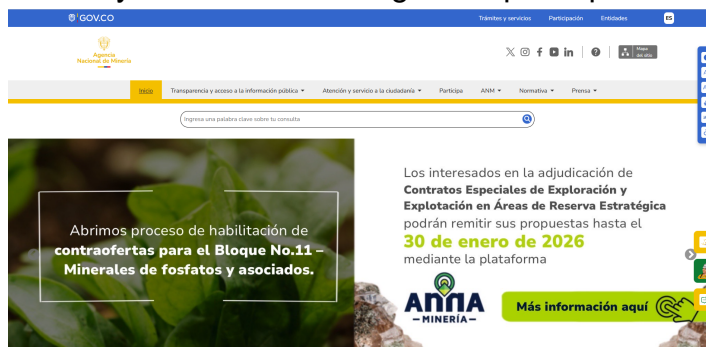 GOV.CO
Trámites y servicios Participación Entidades ES
Agencia
Nacional de Minería
Mapa
del sitio
Inicio Transparencia y acceso a la información pública Atención y servicio a la ciudadanía Participa ANM Normativa Prensa
Ingresa una palabra clave sobre tu consulta
Abrimos proceso de habilitación de
contraofertas para el Bloque No.11 –
Minerales de fosfatos y asociados.
Los interesados en la adjudicación de
Contratos Especiales de Exploración y
Explotación en Áreas de Reserva Estratégica
podrán remitir sus propuestas hasta el
30 de enero de 2026
mediante la plataforma
AnnA
–MINERÍA–
Más información aquí